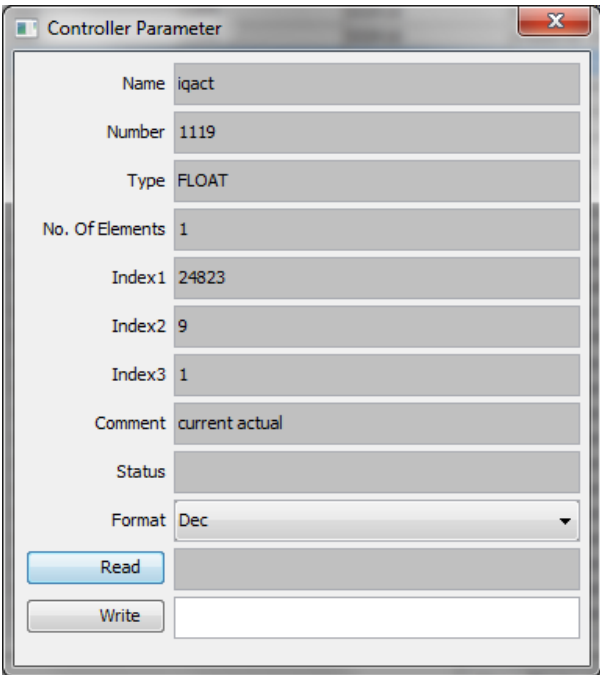 Controller Parameter
Name iqact
Number 1119
Type FLOAT
No. Of Elements 1
Index1 24823
Index2 9
Index3 1
Comment current actual
Status
Format Dec
Read
Write